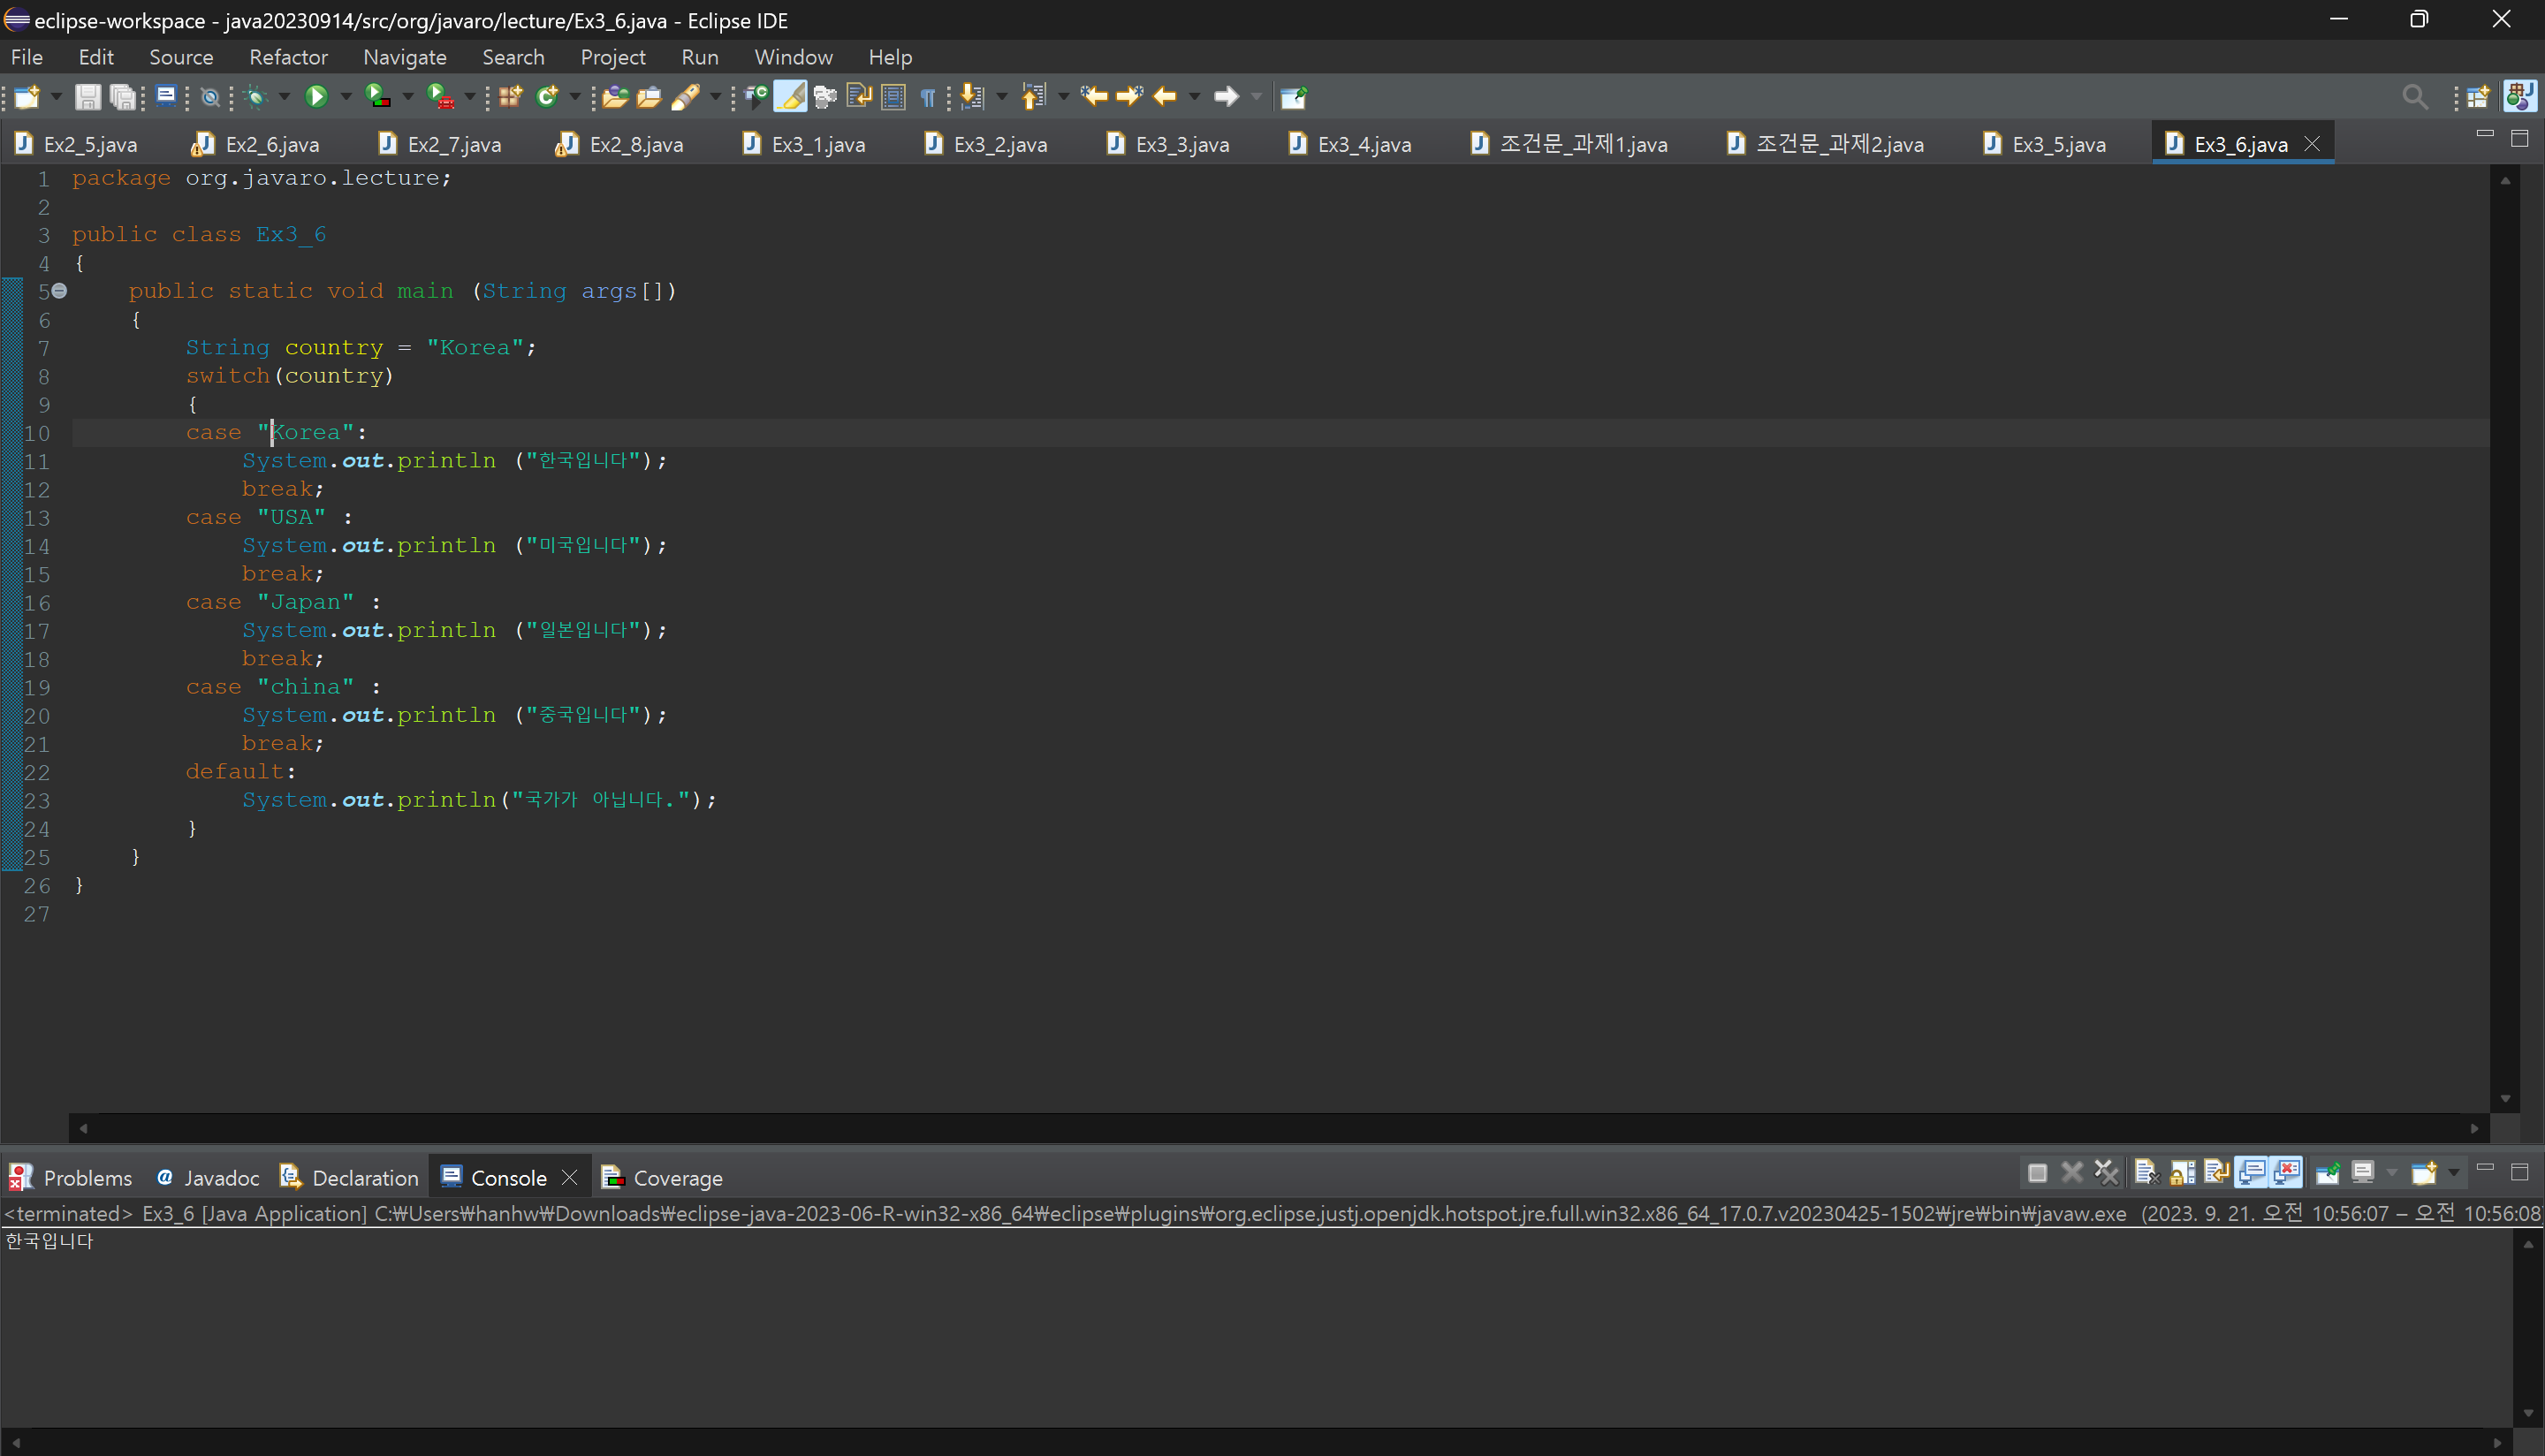 eclipse-workspace - java20230914/src/org/javaro/lecture/Ex3_6.java - Eclipse IDE
File Edit Source Refactor Navigate Search Project Run Window Help
Ex2_5.java Ex2_6.java Ex2_7.java Ex2_8.java Ex3_1.java Ex3_2.java Ex3_3.java Ex3_4.java 조건문_과제1.java 조건문_과제2.java Ex3_5.java Ex3_6.java
1 package org.javaro.lecture;
2
3 public class Ex3_6
4 {
5 public static void main (String args[])
6 {
7 String country = "Korea";
8 switch(country)
9 {
10 case "Korea":
11 System.out.println ("한국입니다");
12 break;
13 case "USA" :
14 System.out.println ("미국입니다");
15 break;
16 case "Japan" :
17 System.out.println ("일본입니다");
18 break;
19 case "china" :
20 System.out.println ("중국입니다");
21 break;
22 default:
23 System.out.println("국가가 아닙니다.");
24 }
25 }
26 }
27
Problems Javadoc Declaration Console Coverage
<terminated> Ex3_6 [Java Application] C:₩Users₩hanhw₩Downloads₩eclipse-java-2023-06-R-win32-x86_64₩eclipse₩plugins₩org.eclipse.justj.openjdk.hotspot.jre.full.win32.x86_64_17.0.7.v20230425-1502₩jre₩bin₩javaw.exe (2023. 9. 21. 오전 10:56:07 – 오전 10:56:08
한국입니다